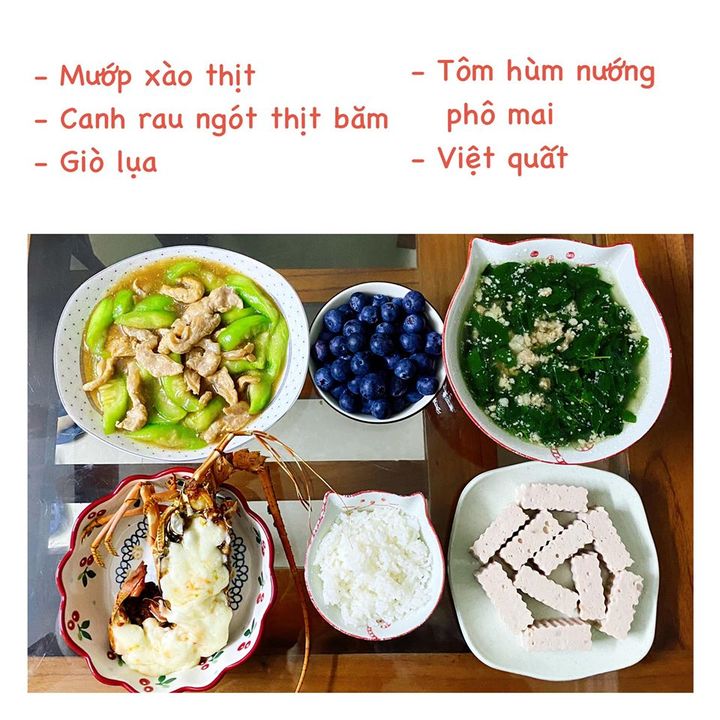 - Mướp xào thịt
- Canh rau ngót thịt băm
- Giò lụa
- Tôm hùm nướng
phô mai
- Việt quất